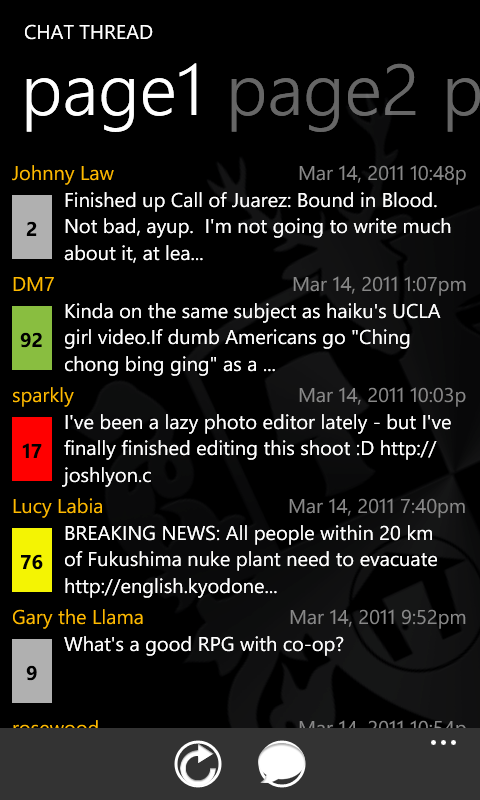 CHAT THREAD
page1 page2 p
Johnny Law Mar 14, 2011 10:48p
2
Finished up Call of Juarez: Bound in Blood.
Not bad, ayup.  I'm not going to write much
about it, at lea...
DM7 Mar 14, 2011 1:07pm
92
Kinda on the same subject as haiku's UCLA
girl video.If dumb Americans go "Ching
chong bing ging" as a ...
sparkly Mar 14, 2011 10:03p
17
I've been a lazy photo editor lately - but I've
finally finished editing this shoot :D http://
joshlyon.c
Lucy Labia Mar 14, 2011 7:40pm
76
BREAKING NEWS: All people within 20 km
of Fukushima nuke plant need to evacuate
http://english.kyodone...
Gary the Llama Mar 14, 2011 9:52pm
9
What's a good RPG with co-op?
rosewood Mar 14, 2011 10:54p